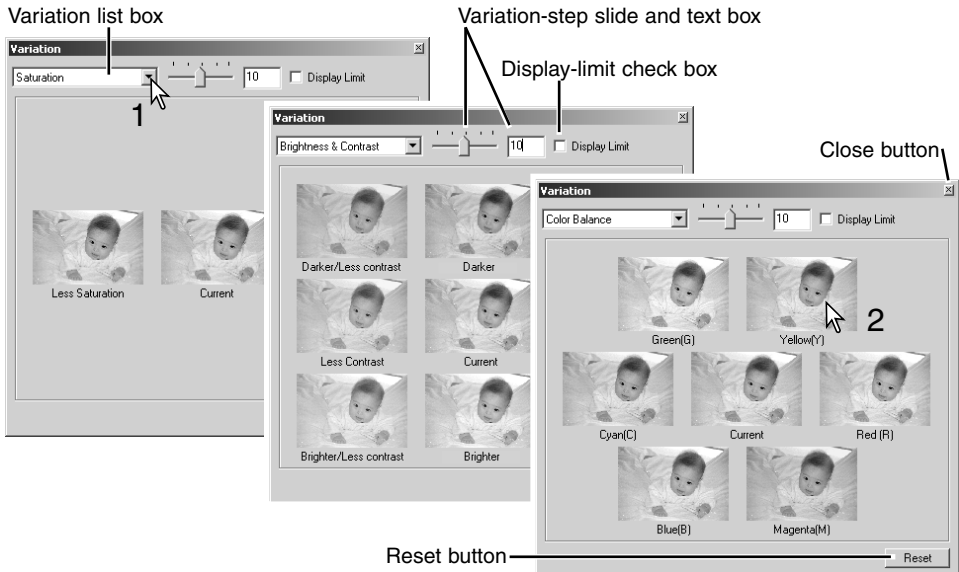 Variation list box
Variation-step slide and text box
Display-limit check box
Close button
Variation
Saturation
10
Display Limit
1
Less Saturation
Current
Variation
Brightness & Contrast
10
Display Limit
Darker/Less contrast
Darker
Less Contrast
Current
Brighter/Less contrast
Brighter
Variation
Color Balance
10
Display Limit
Green(G)
Yellow(Y)
2
Cyan(C)
Current
Red (R)
Blue(B)
Magenta(M)
Reset button
Reset